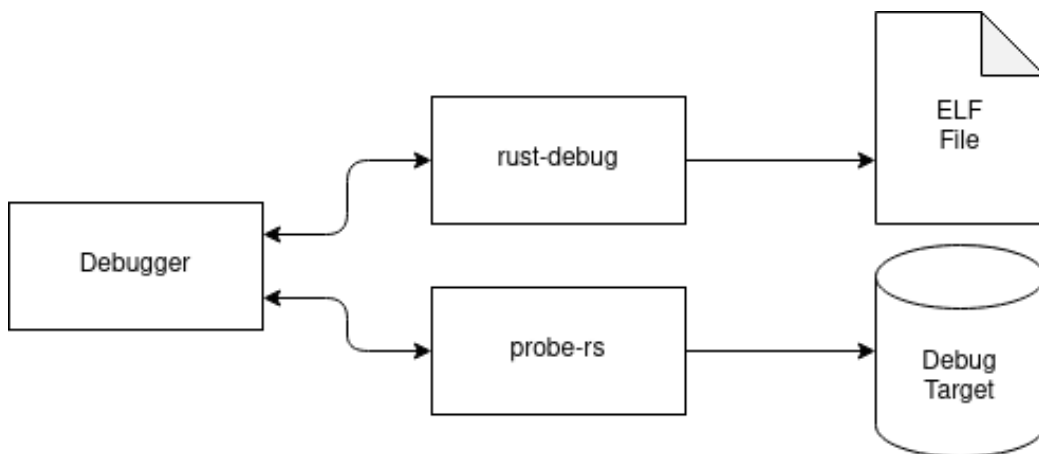 Debugger
rust-debug
ELF
File
probe-rs
Debug
Target